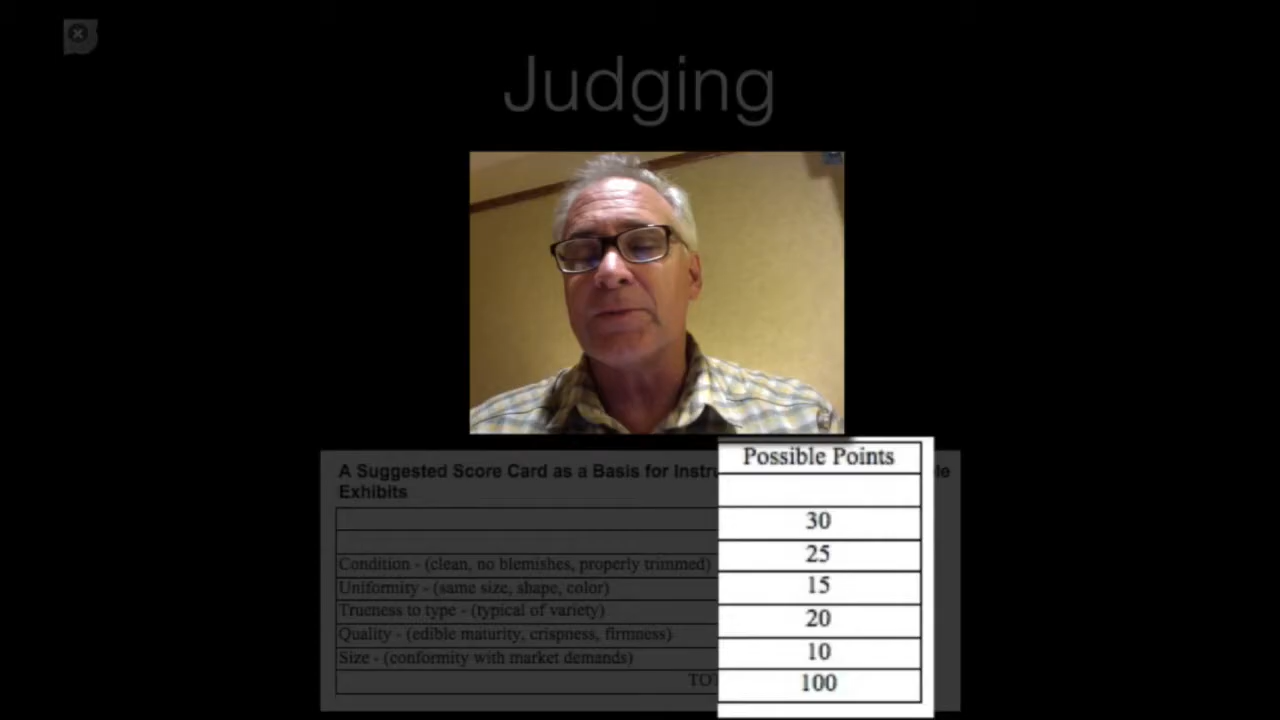 Judging
A Suggested Score Card as a Basis for
Exhibits
Possible Points
Condition - (clean, no blemishes, properly trimmed)
30
Uniformity - (same size, shape, color)
25
Trueness to type - (typical of variety)
15
Quality - (edible maturity, crispness, firmness)
20
Size - (conformity with market demands)
10
100